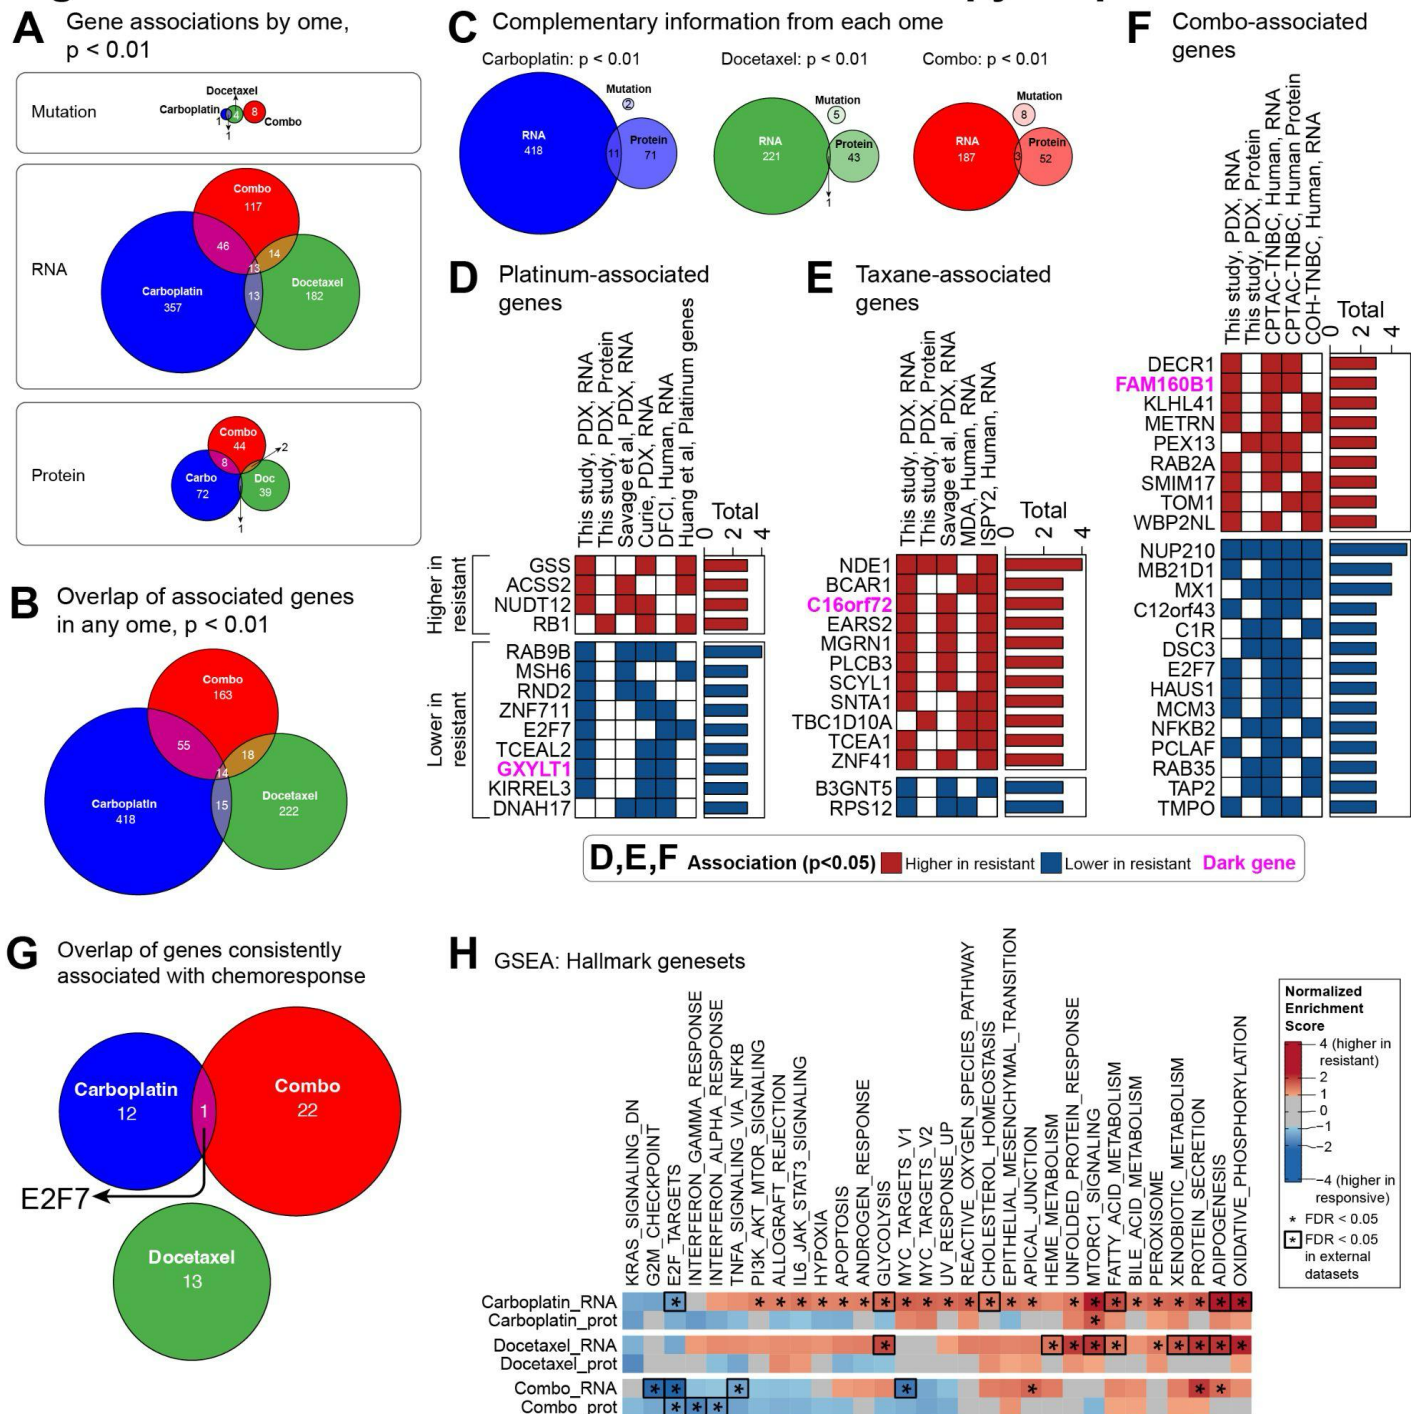 A
Gene associations by ome,
p < 0.01
Mutation
Docetaxel
Carboplatin
4
8
Combo
1
1
RNA
Combo
117
46
14
13
Carboplatin
357
13
Docetaxel
182
Protein
Combo
44
2
8
Carbo
72
Doc
39
1
B
Overlap of associated genes
in any ome, p < 0.01
Combo
163
55
18
14
Carboplatin
418
15
Docetaxel
222
C
Complementary information from each ome
Carboplatin: p < 0.01
Docetaxel: p < 0.01
Combo: p < 0.01
Mutation
2
RNA
418
11
Protein
71
Mutation
5
RNA
221
Protein
43
1
Mutation
8
RNA
187
3
Protein
52
D
Platinum-associated
genes
This study, PDX, RNA
This study, PDX, Protein
Savage et al, PDX, RNA
Curie, PDX, RNA
DFCI, Human, RNA
Huang et al, Platinum genes
Total
0 2 4
Higher in
resistant
GSS
ACSS2
NUDT12
RB1
Lower in
resistant
RAB9B
MSH6
RND2
ZNF711
E2F7
TCEAL2
GXYLT1
KIRREL3
DNAH17
E
Taxane-associated
genes
This study, PDX, RNA
This study, PDX, Protein
Savage et al, PDX, RNA
MDA, Human, RNA
ISPY2, Human, RNA
Total
0 2 4
NDE1
BCAR1
C16orf72
EARS2
MGRN1
PLCB3
SCYL1
SNTA1
TBC1D10A
TCEA1
ZNF41
B3GNT5
RPS12
F
Combo-associated
genes
This study, PDX, RNA
This study, PDX, Protein
CPTAC-TNBC, Human, RNA
CPTAC-TNBC, Human Protein
COH-TNBC, Human, RNA
Total
0 2 4
DECR1
FAM160B1
KLHL41
METRN
PEX13
RAB2A
SMIM17
TOM1
WBP2NL
NUP210
MB21D1
MX1
C12orf43
C1R
DSC3
E2F7
HAUS1
MCM3
NFKB2
PCLAF
RAB35
TAP2
TMPO
D,E,F Association (p<0.05) Higher in resistant Lower in resistant Dark gene
G
Overlap of genes consistently
associated with chemoresponse
Carboplatin
12
1
Combo
22
E2F7
Docetaxel
13
H
GSEA: Hallmark genesets
KRAS_SIGNALING_DN
G2M_CHECKPOINT
E2F_TARGETS
INTERFERON_GAMMA_RESPONSE
INTERFERON_ALPHA_RESPONSE
TNFA_SIGNALING_VIA_NFKB
PI3K_AKT_MTOR_SIGNALING
ALLOGRAFT_REJECTION
IL6_JAK_STAT3_SIGNALING
HYPOXIA
APOPTOSIS
ANDROGEN_RESPONSE
GLYCOLYSIS
MYC_TARGETS_V1
MYC_TARGETS_V2
UV_RESPONSE_UP
REACTIVE_OXYGEN_SPECIES_PATHWAY
CHOLESTEROL_HOMEOSTASIS
EPITHELIAL_MESENCHYMAL_TRANSITION
APICAL_JUNCTION
HEME_METABOLISM
UNFOLDED_PROTEIN_RESPONSE
MTORC1_SIGNALING
FATTY_ACID_METABOLISM
BILE_ACID_METABOLISM
PEROXISOME
XENOBIOTIC_METABOLISM
PROTEIN_SECRETION
ADIPOGENESIS
OXIDATIVE_PHOSPHORYLATION
Carboplatin_RNA
Carboplatin_prot
Docetaxel_RNA
Docetaxel_prot
Combo_RNA
Combo_prot
Normalized
Enrichment
Score
4 (higher in
resistant)
2
1
0
−1
−2
−4 (higher in
responsive)
* FDR < 0.05
* FDR < 0.05
in external
datasets